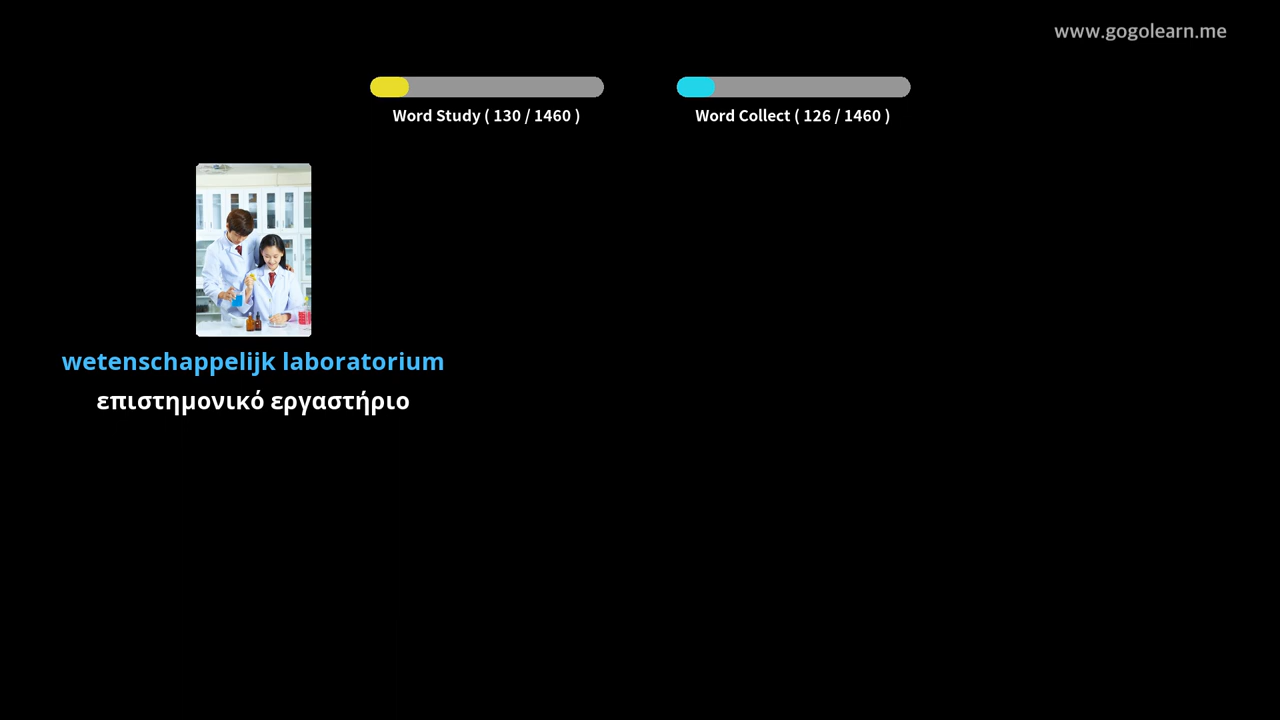 www.gogolearn.me
Word Study ( 130 / 1460 )
Word Collect ( 126 / 1460 )
wetenschappelijk laboratorium
επιστημονικό εργαστήριο